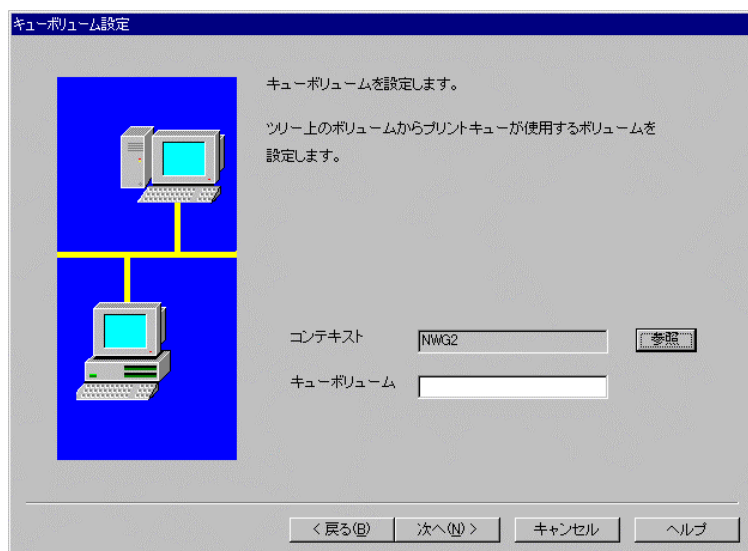 キューボリューム設定
キューボリュームを設定します。
ツリー上のボリュームからプリントキューが使用するボリュームを
設定します。
コンテキスト NWG2 参照
キューボリューム
< 戻る(B) 次へ(N) > キャンセル ヘルプ